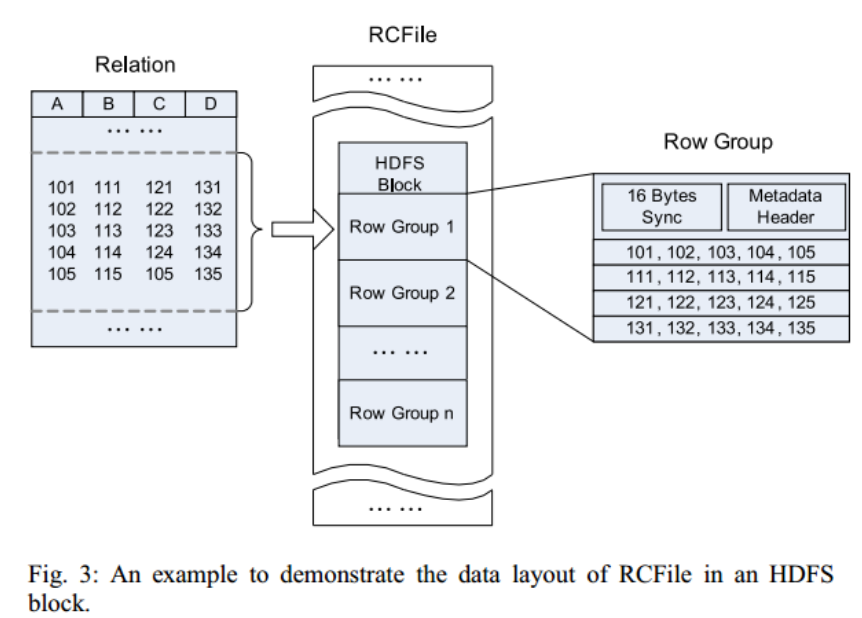 RCFile
Relation
A B C D
... ...
101 111 121 131
102 112 122 132
103 113 123 133
104 114 124 134
105 115 105 135
... ...
... ...
HDFS
Block
Row Group 1
Row Group 2
... ...
Row Group n
... ...
Row Group
16 Bytes
Sync
Metadata
Header
101, 102, 103, 104, 105
111, 112, 113, 114, 115
121, 122, 123, 124, 125
131, 132, 133, 134, 135
Fig. 3: An example to demonstrate the data layout of RCFile in an HDFS
block.